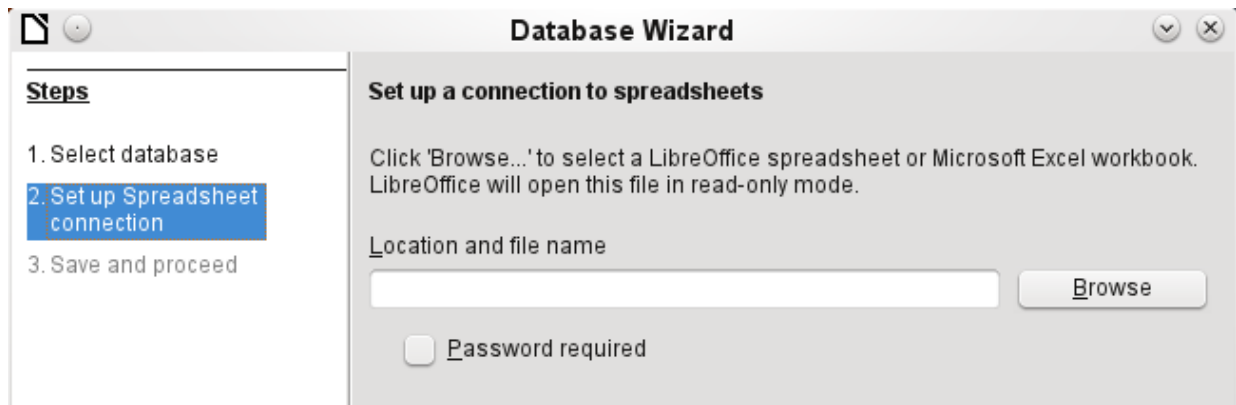 Database Wizard
Steps
1. Select database
2. Set up Spreadsheet
connection
3. Save and proceed
Set up a connection to spreadsheets
Click 'Browse...' to select a LibreOffice spreadsheet or Microsoft Excel workbook.
LibreOffice will open this file in read-only mode.
Location and file name
Browse
Password required